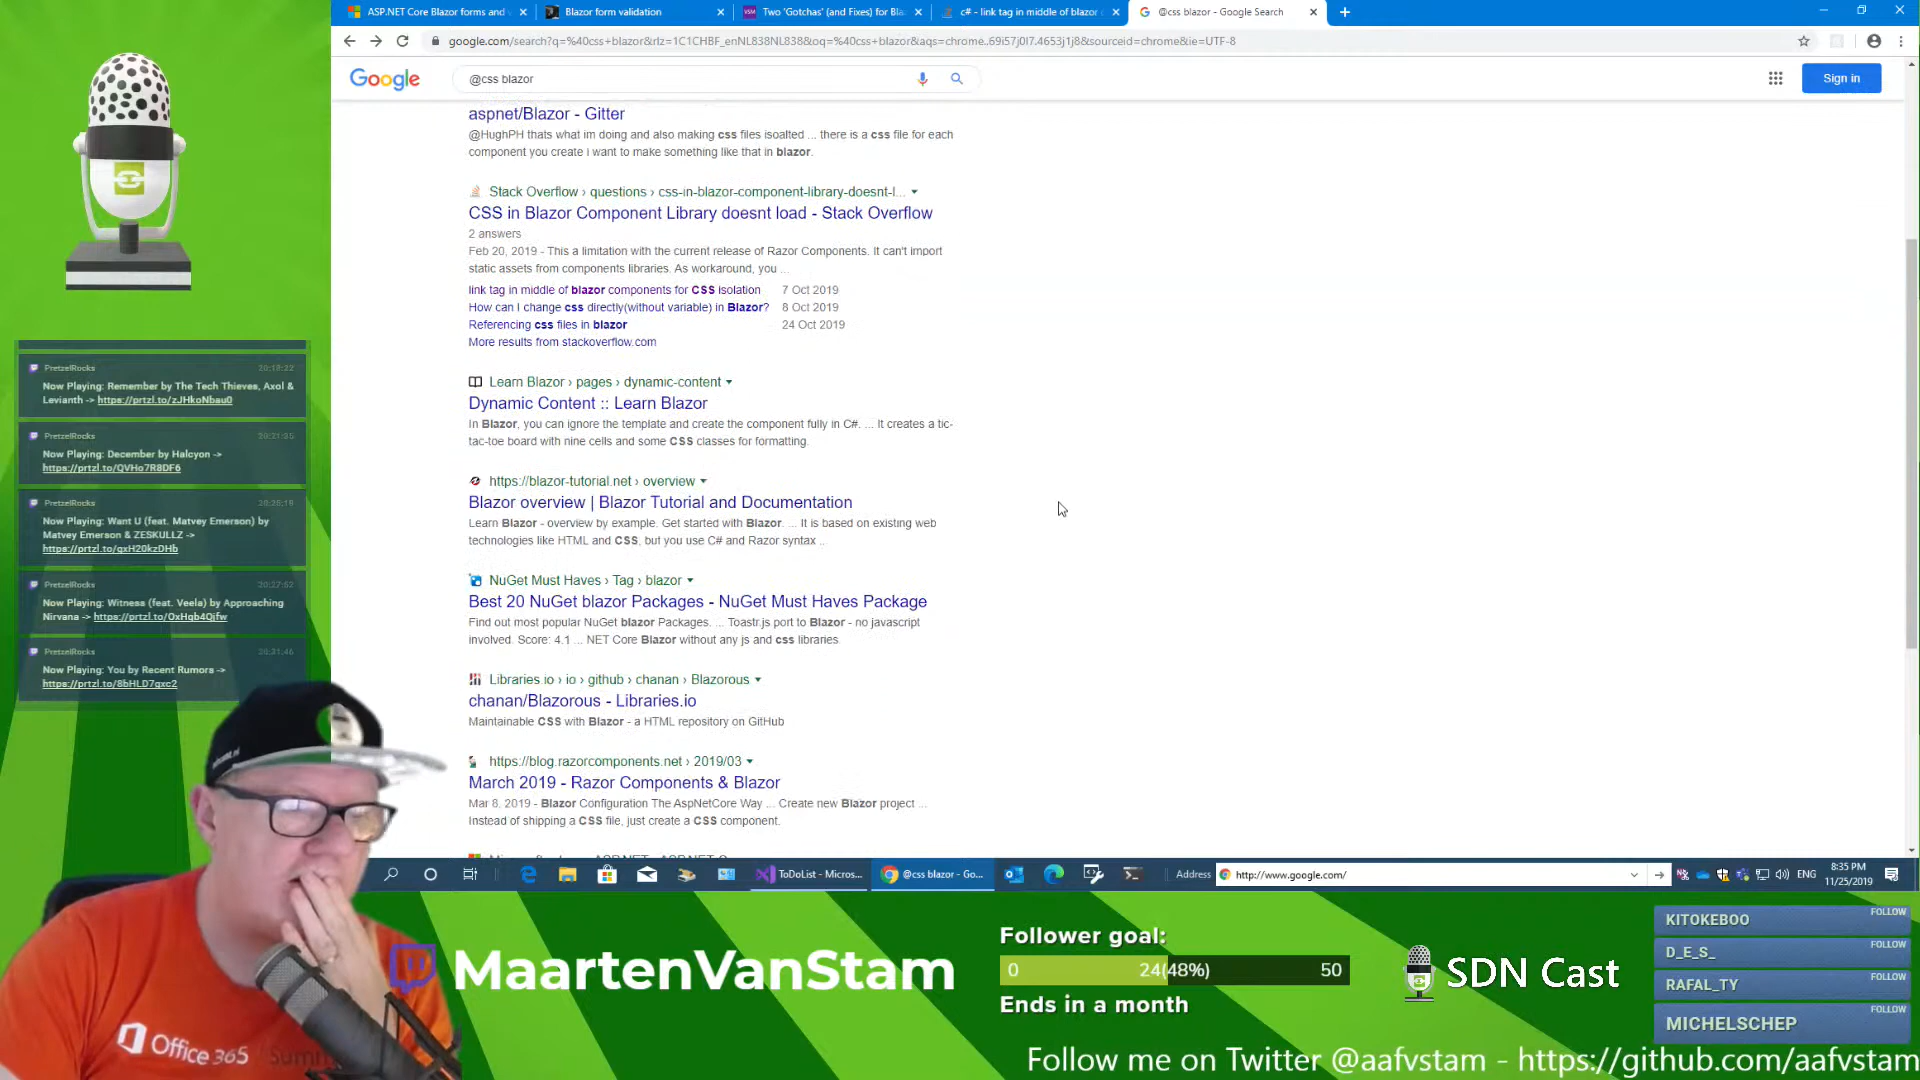 ASP.NET Core Blazor forms and v
Blazor form validation
Two 'Gotchas' (and Fixes) for Bla
c# - link tag in middle of blazor c
@css blazor - Google Search
google.com/search?q=%40css+blazor&rlz=1C1CHBF_enNL838NL838&oq=%40css+blazor&aqs=chrome..69i57j0l7.4653j1j8&sourceid=chrome&ie=UTF-8
Google
@css blazor
Sign in
aspnet/Blazor - Gitter
@HughPH thats what im doing and also making css files isoalted ... there is a css file for each
component you create i want to make something like that in blazor.
Stack Overflow › questions › css-in-blazor-component-library-doesnt-l...
CSS in Blazor Component Library doesnt load - Stack Overflow
2 answers
Feb 20, 2019 - This a limitation with the current release of Razor Components. It can't import
static assets from components libraries. As workaround, you ...
link tag in middle of blazor components for CSS isolation 7 Oct 2019
How can I change css directly(without variable) in Blazor? 8 Oct 2019
Referencing css files in blazor 24 Oct 2019
More results from stackoverflow.com
Learn Blazor › pages › dynamic-content
Dynamic Content :: Learn Blazor
In Blazor, you can ignore the template and create the component fully in C#. ... It creates a tic-
tac-toe board with nine cells and some CSS classes for formatting.
https://blazor-tutorial.net › overview
Blazor overview | Blazor Tutorial and Documentation
Learn Blazor - overview by example. Get started with Blazor. ... It is based on existing web
technologies like HTML and CSS, but you use C# and Razor syntax ...
NuGet Must Haves › Tag › blazor
Best 20 NuGet blazor Packages - NuGet Must Haves Package
Find out most popular NuGet blazor Packages. ... Toastr.js port to Blazor - no javascript
involved. Score: 4.1 ... NET Core Blazor without any js and css libraries
Libraries.io › io › github › chanan › Blazorous
chanan/Blazorous - Libraries.io
Maintainable CSS with Blazor - a HTML repository on GitHub
https://blog.razorcomponents.net › 2019/03
March 2019 - Razor Components & Blazor
Mar 8, 2019 - Blazor Configuration The AspNetCore Way ... Create new Blazor project ...
Instead of shipping a CSS file, just create a CSS component.
PretzelRocks 20:18:22
Now Playing: Remember by The Tech Thieves, Axol &
Levianth -> https://prtzl.to/zJHkoNbau0
PretzelRocks
Now Playing: December by Halcyon ->
https://prtzl.to/QVHo7R8DF6
PretzelRocks
Now Playing: Want U (feat. Matvey Emerson) by
Matvey Emerson & ZESKULLZ ->
https://prtzl.to/gxH20kzDHb
PretzelRocks 20:27:52
Now Playing: Witness (feat. Veela) by Approaching
Nirvana -> https://prtzl.to/OxHqb4Qjfw
PretzelRocks 20:31:46
Now Playing: You by Recent Rumors ->
https://prtzl.to/8bHLD7gxc2
ToDoList - Micros...
@css blazor - Go...
Address
http://www.google.com/
ENG
8:35 PM
11/25/2019
Office 365
Summ
MaartenVanStam
Follower goal:
0 24(48%) 50
Ends in a month
SDN Cast
KITOKEBOO FOLLOW
D_E_S_ FOLLOW
RAFAL_TY FOLLOW
MICHELSCHEP FOLLOW
Follow me on Twitter @aafvstam - https://github.com/aafvstam